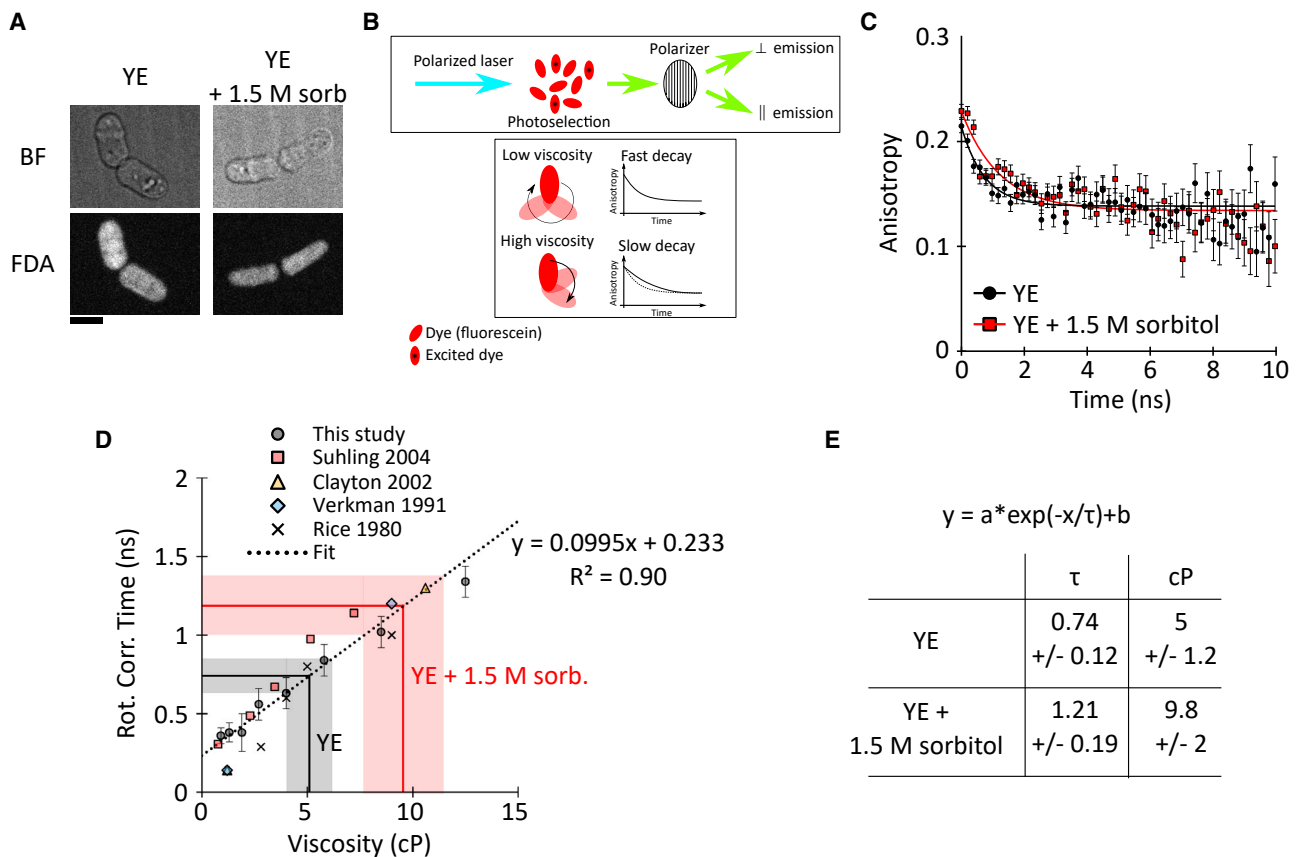 A
YE
YE
+ 1.5 M sorb
BF
FDA
B
Polarized laser
Photoselection
Polarizer
⊥ emission
|| emission
Low viscosity
Fast decay
Anisotropy
Time
High viscosity
Slow decay
Anisotropy
Time
Dye (fluorescein)
Excited dye
C
0.3
0.2
0.1
0
Anisotropy
YE
YE + 1.5 M sorbitol
0 2 4 6 8 10
Time (ns)
D
This study
Suhling 2004
Clayton 2002
Verkman 1991
Rice 1980
Fit
2
1.5
1
0.5
0
Rot. Corr. Time (ns)
y = 0.0995x + 0.233
R² = 0.90
YE + 1.5 M sorb.
YE
0 5 10 15
Viscosity (cP)
E
y = a*exp(-x/τ)+b
τ cP
YE 0.74 +/- 0.12 5 +/- 1.2
YE + 1.5 M sorbitol 1.21 +/- 0.19 9.8 +/- 2